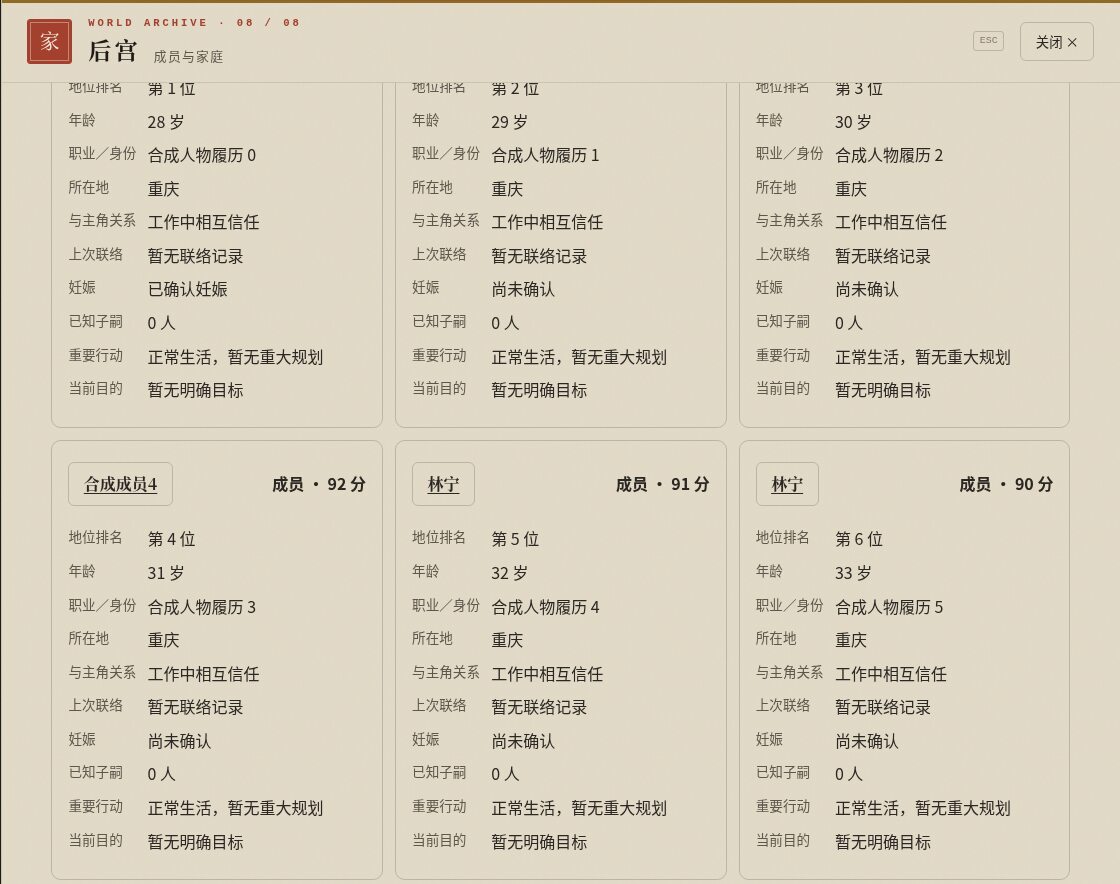 家
WORLD ARCHIVE · 08 / 08
后宫 成员与家庭
ESC
关闭 ×
地位排名 第 1 位
年龄 28 岁
职业／身份 合成人物履历 0
所在地 重庆
与主角关系 工作中相互信任
上次联络 暂无联络记录
妊娠 已确认妊娠
已知子嗣 0 人
重要行动 正常生活，暂无重大规划
当前目的 暂无明确目标
地位排名 第 2 位
年龄 29 岁
职业／身份 合成人物履历 1
所在地 重庆
与主角关系 工作中相互信任
上次联络 暂无联络记录
妊娠 尚未确认
已知子嗣 0 人
重要行动 正常生活，暂无重大规划
当前目的 暂无明确目标
地位排名 第 3 位
年龄 30 岁
职业／身份 合成人物履历 2
所在地 重庆
与主角关系 工作中相互信任
上次联络 暂无联络记录
妊娠 尚未确认
已知子嗣 0 人
重要行动 正常生活，暂无重大规划
当前目的 暂无明确目标
合成成员4 成员 · 92 分
地位排名 第 4 位
年龄 31 岁
职业／身份 合成人物履历 3
所在地 重庆
与主角关系 工作中相互信任
上次联络 暂无联络记录
妊娠 尚未确认
已知子嗣 0 人
重要行动 正常生活，暂无重大规划
当前目的 暂无明确目标
林宁 成员 · 91 分
地位排名 第 5 位
年龄 32 岁
职业／身份 合成人物履历 4
所在地 重庆
与主角关系 工作中相互信任
上次联络 暂无联络记录
妊娠 尚未确认
已知子嗣 0 人
重要行动 正常生活，暂无重大规划
当前目的 暂无明确目标
林宁 成员 · 90 分
地位排名 第 6 位
年龄 33 岁
职业／身份 合成人物履历 5
所在地 重庆
与主角关系 工作中相互信任
上次联络 暂无联络记录
妊娠 尚未确认
已知子嗣 0 人
重要行动 正常生活，暂无重大规划
当前目的 暂无明确目标